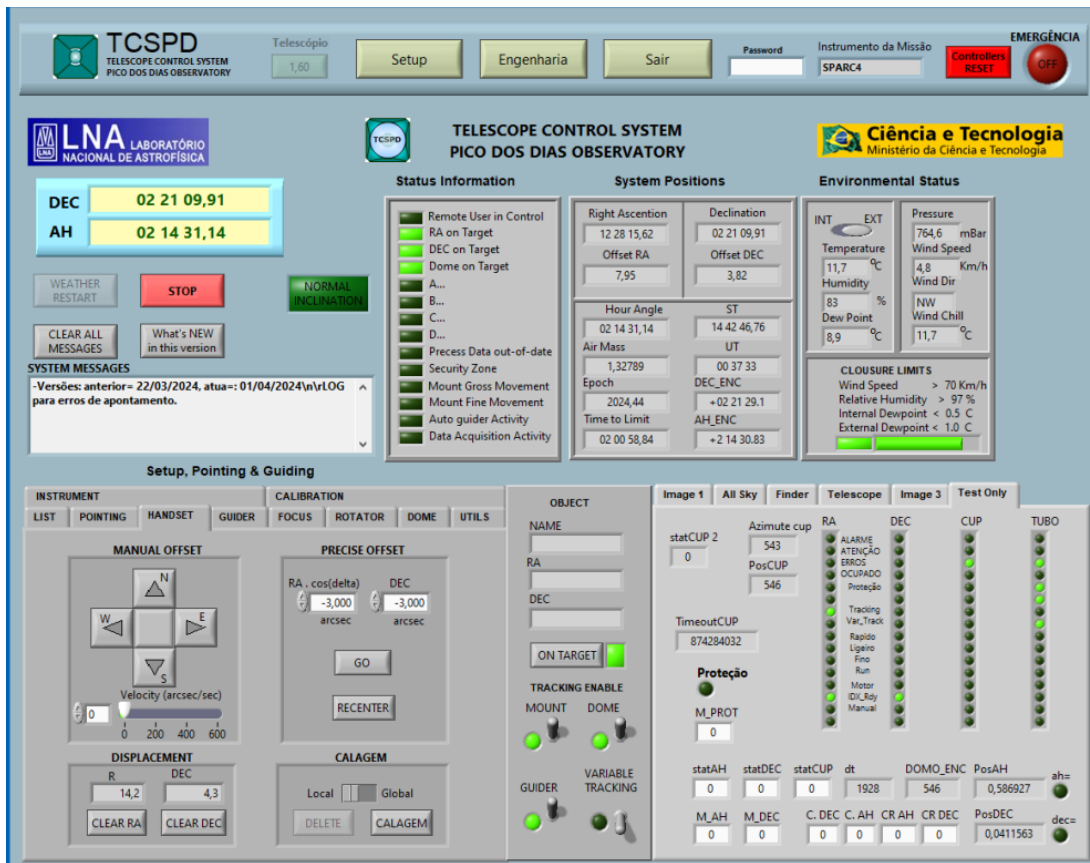 TCSPD
TELESCOPE CONTROL SYSTEM
PICO DOS DIAS OBSERVATORY
Telescópio
1,60
Setup
Engenharia
Sair
Password
Instrumento da Missão
SPARC4
Controllers
RESET
EMERGÊNCIA
OFF
LNA LABORATÓRIO
NACIONAL DE ASTROFÍSICA
LNA
TCSPD
TELESCOPE CONTROL SYSTEM
PICO DOS DIAS OBSERVATORY
Ciência e Tecnologia
Ministério da Ciência e Tecnologia
DEC 02 21 09,91
AH 02 14 31,14
WEATHER
RESTART
STOP
NORMAL
INCLINATION
CLEAR ALL
MESSAGES
What's NEW
in this version
SYSTEM MESSAGES
-Versões: anterior= 22/03/2024, atua=: 01/04/2024\n\rLOG
para erros de apontamento.
Status Information
Remote User in Control
RA on Target
DEC on Target
Dome on Target
A...
B...
C...
D...
Precess Data out-of-date
Security Zone
Mount Gross Movement
Mount Fine Movement
Auto guider Activity
Data Acquisition Activity
System Positions
Right Ascention Declination
12 28 15,62 02 21 09,91
Offset RA Offset DEC
7,95 3,82
Hour Angle ST
02 14 31,14 14 42 46,76
Air Mass UT
1,32789 00 37 33
Epoch DEC_ENC
2024,44 +02 21 29.1
Time to Limit AH_ENC
02 00 58,84 +2 14 30.83
Environmental Status
INT EXT
Temperature
11,7 ºC
Humidity
83 %
Dew Point
8,9 ºC
Pressure
764,6 mBar
Wind Speed
4,8 Km/h
Wind Dir
NW
Wind Chill
11,7 ºC
CLOUSURE LIMITS
Wind Speed > 70 Km/h
Relative Humidity > 97 %
Internal Dewpoint < 0.5 C
External Dewpoint < 1.0 C
Setup, Pointing & Guiding
INSTRUMENT CALIBRATION
LIST POINTING HANDSET GUIDER FOCUS ROTATOR DOME UTILS
MANUAL OFFSET
N
W E
S
Velocity (arcsec/sec)
0
0 200 400 600
PRECISE OFFSET
RA . cos(delta) DEC
-3,000 -3,000
arcsec arcsec
GO
RECENTER
DISPLACEMENT
R DEC
14,2 4,3
CLEAR RA CLEAR DEC
CALAGEM
Local Global
DELETE CALAGEM
OBJECT
NAME
RA
DEC
ON TARGET
TRACKING ENABLE
MOUNT DOME
GUIDER VARIABLE
TRACKING
Image 1 All Sky Finder Telescope Image 3 Test Only
statCUP 2
0
Azimute cup
543
PosCUP
546
TimeoutCUP
874284032
Proteção
M_PROT
0
RA DEC CUP TUBO
ALARME
ATENÇÃO
ERROS
OCUPADO
Proteção
Tracking
Var_Track
Rapido
Ligeiro
Fino
Run
Motor
IDX_Rdy
Manual
statAH statDEC statCUP dt DOMO_ENC PosAH ah=
0 0 0 1928 546 0,586927
M_AH M_DEC C. DEC C. AH CR AH CR DEC PosDEC dec=
0 0 0 0 0 0 0,0411563